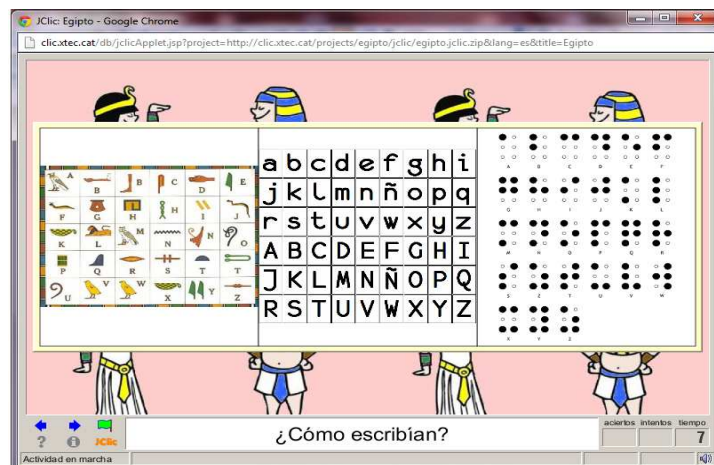 JClic: Egipto - Google Chrome
clic.xtec.cat/db/jclicApplet.jsp?project=http://clic.xtec.cat/projects/egipto/jclic/egipto.jclic.zip&lang=es&title=Egipto
A B B C D E
F G H H I J
K L M N N O
P Q R S T T
U V W X Y Z
a b c d e f g h i
j k l m n ñ o p q
r s t u v w x y z
A B C D E F G H I
J K L M N Ñ O P Q
R S T U V W X Y Z
A B C D E F
G H I J K L
M N O P Q R
S T U V W
X Y Z
¿Cómo escribían?
JClic
aciertos intentos tiempo
7
Actividad en marcha